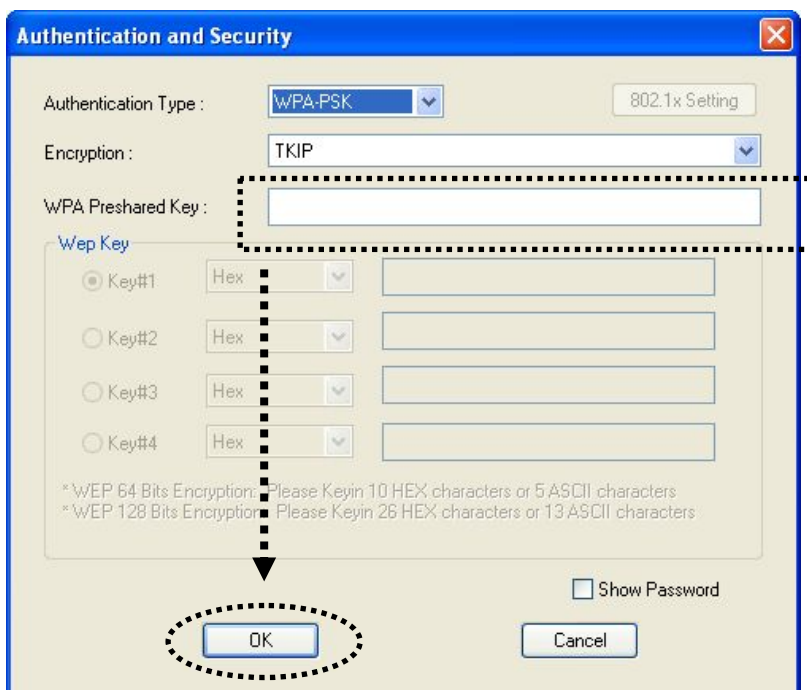 Authentication and Security
Authentication Type : WPA-PSK 802.1x Setting
Encryption : TKIP
WPA Preshared Key :
Wep Key
Key#1 Hex
Key#2 Hex
Key#3 Hex
Key#4 Hex
* WEP 64 Bits Encryption: Please Keyin 10 HEX characters or 5 ASCII characters
* WEP 128 Bits Encryption: Please Keyin 26 HEX characters or 13 ASCII characters
Show Password
OK Cancel